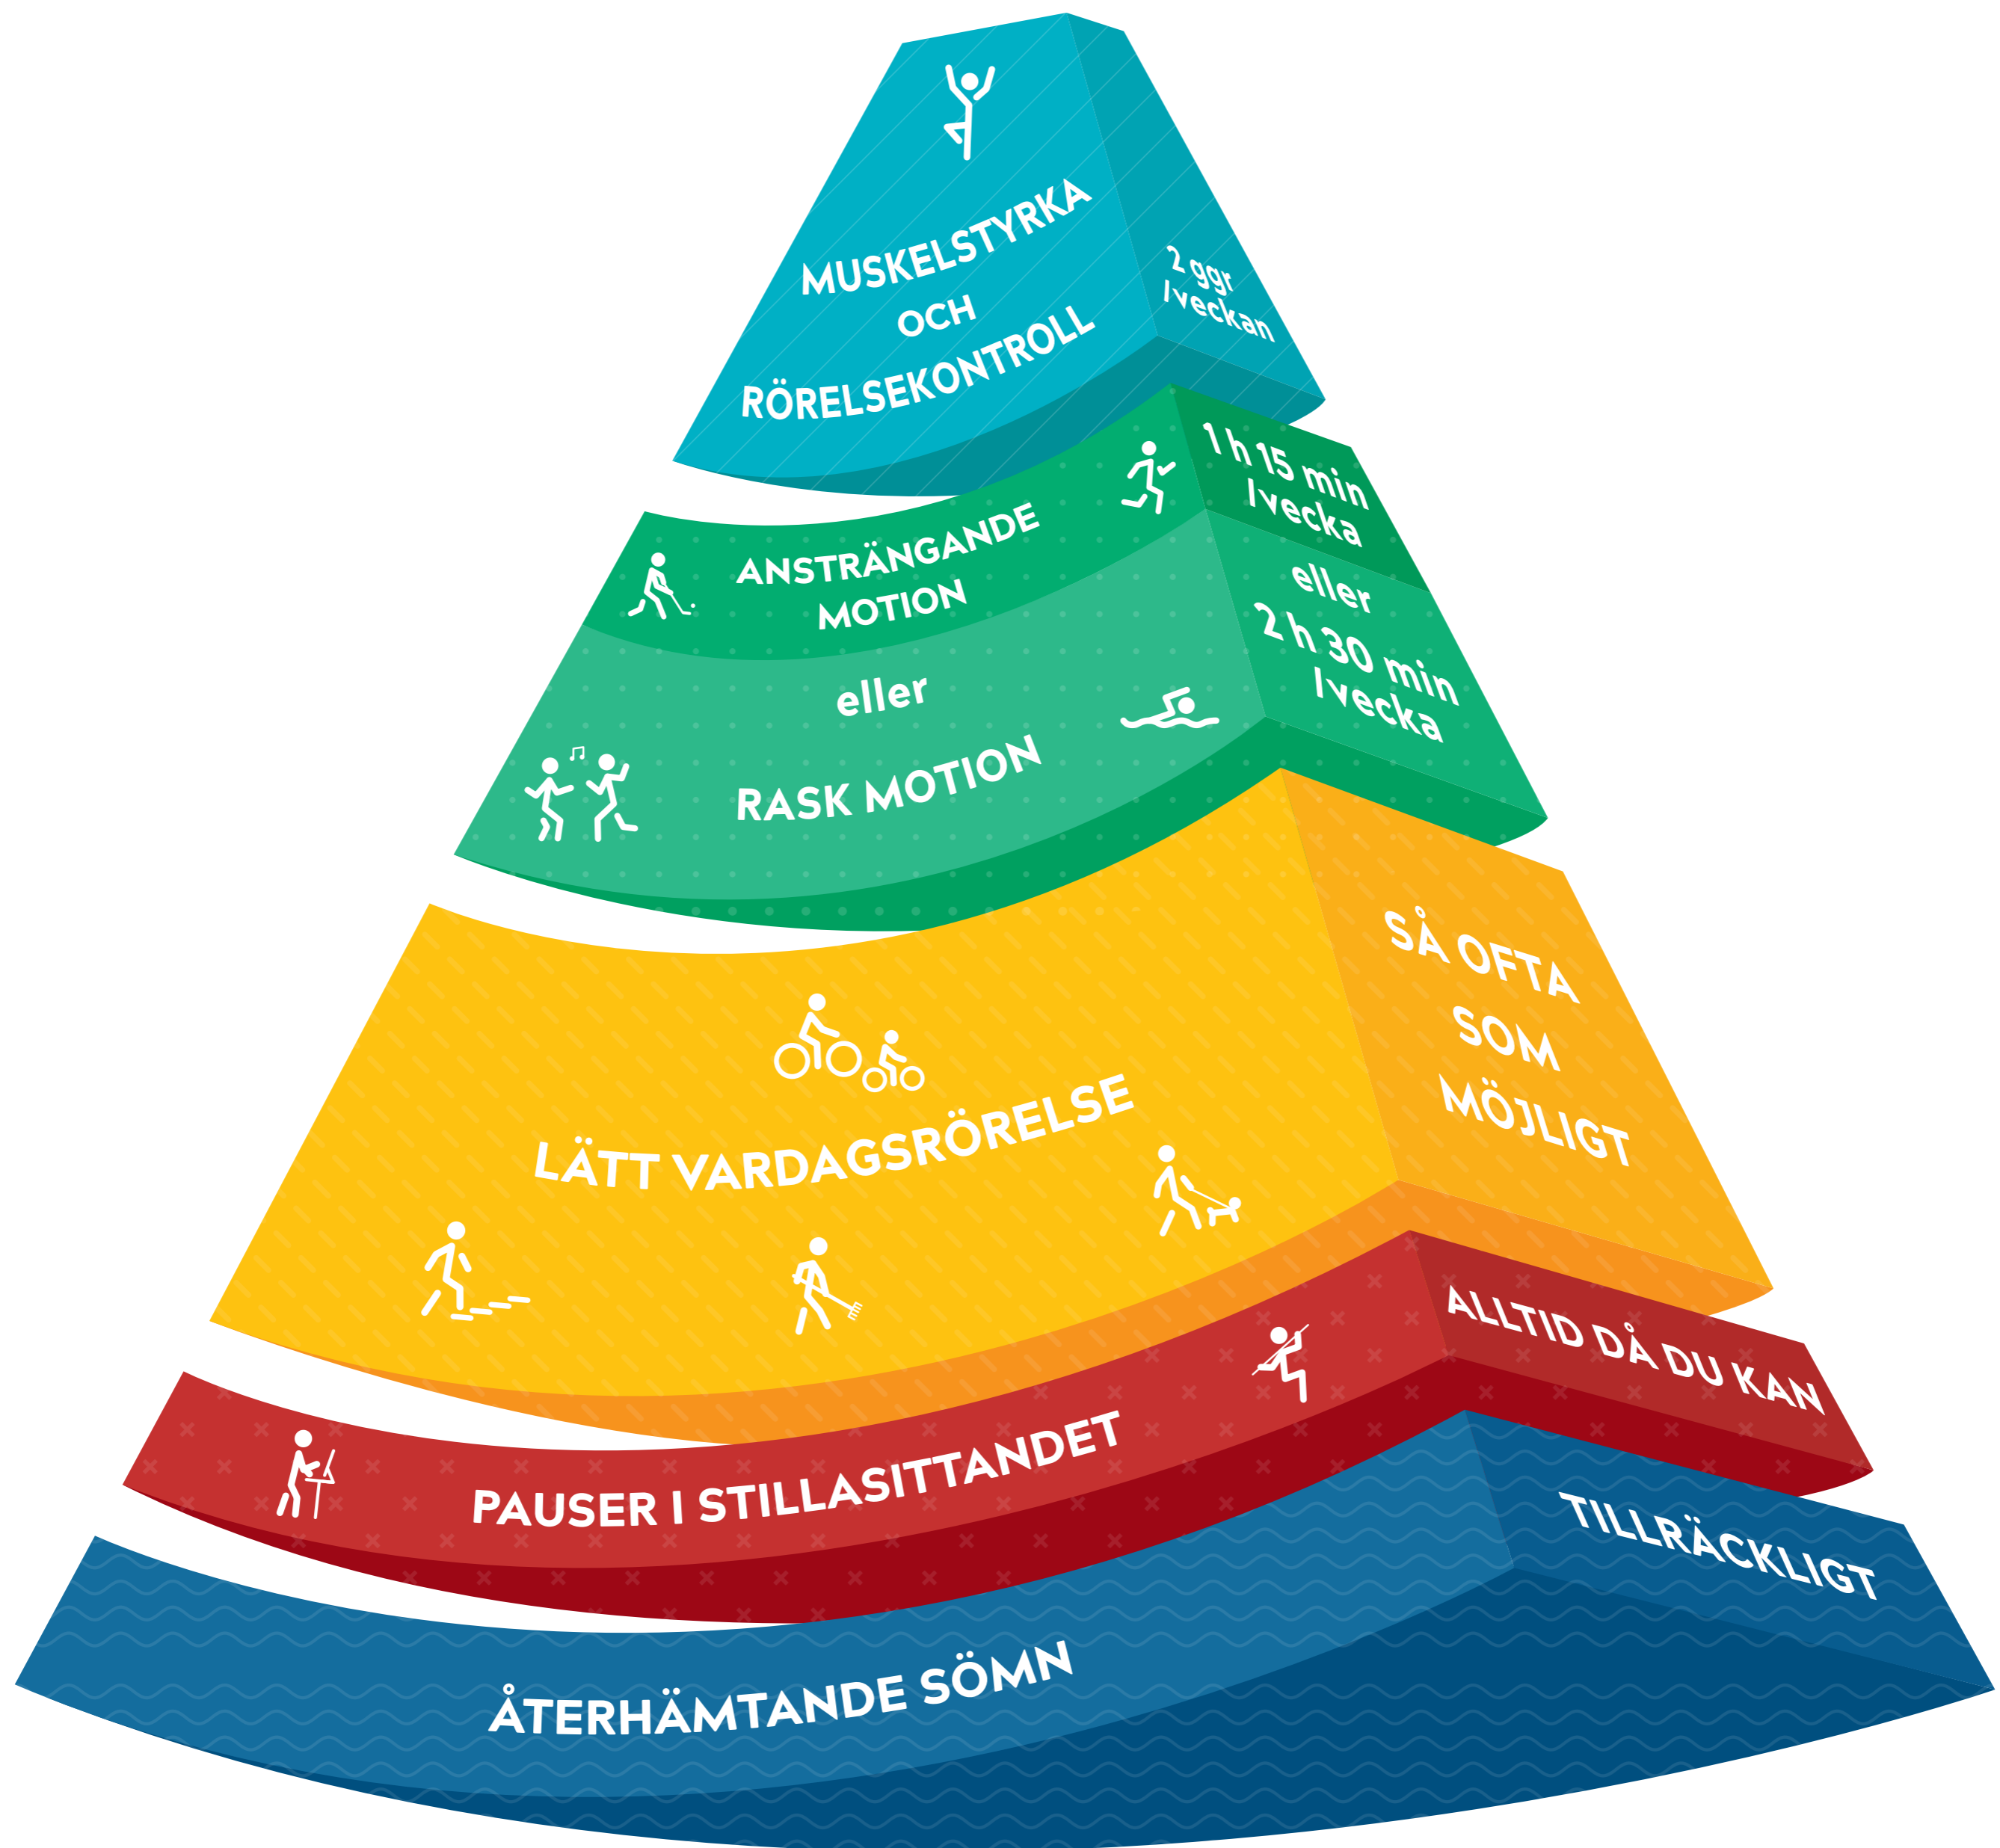 MUSKELSTYRKA
OCH
RÖRELSEKONTROLL
2 ggr
/veckan
ANSTRÄNGANDE
MOTION
1 h 15 min
/vecka
eller
RASK MOTION
eller
2 h 30 min
/vecka
LÄTT VARDAGSRÖRELSE
SÅ OFTA
SOM
MÖJLIGT
PAUSER I STILLASITTANDET
ALLTID DÅ DU KAN
ÅTERHÄMTANDE SÖMN
TILLRÄCKLIGT